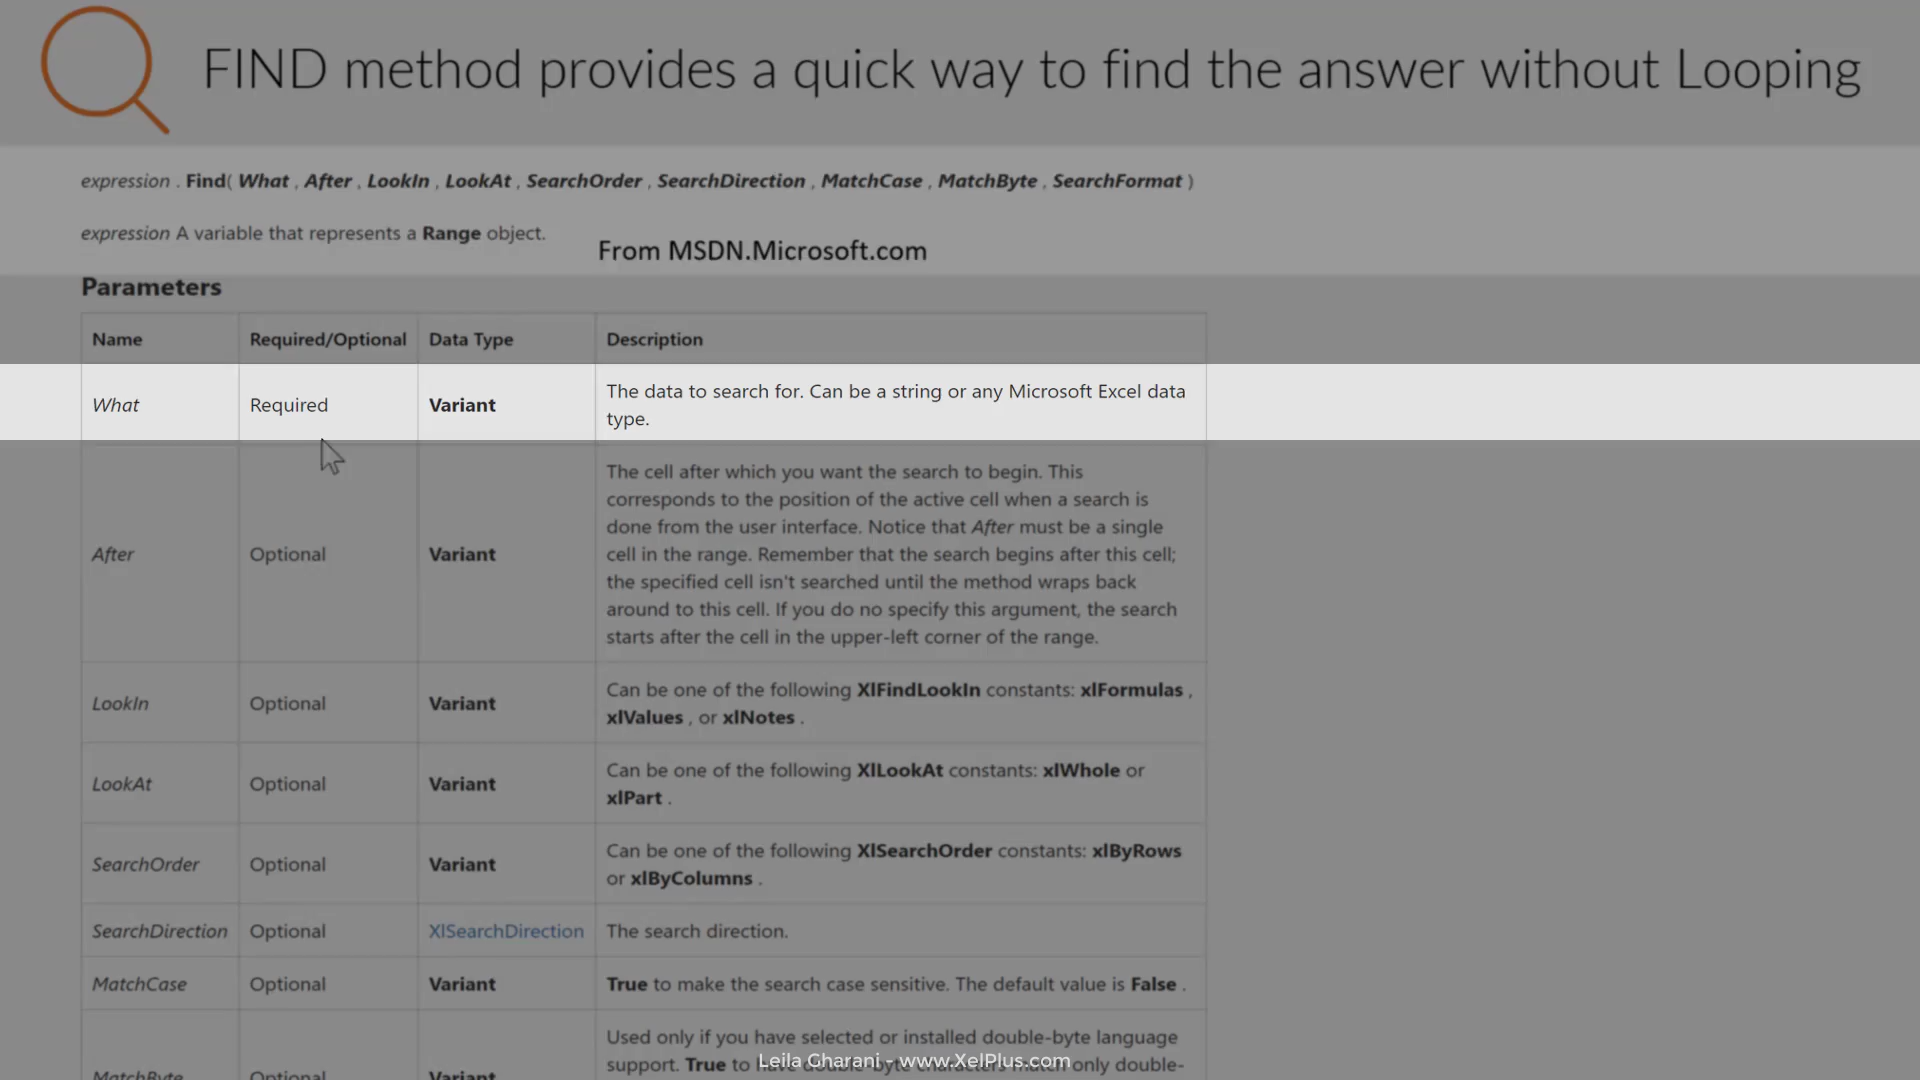 FIND method provides a quick way to find the answer without Looping
expression . Find( What , After , LookIn , LookAt , SearchOrder , SearchDirection , MatchCase , MatchByte , SearchFormat )
expression A variable that represents a Range object.
From MSDN.Microsoft.com
Parameters
Name Required/Optional Data Type Description
What Required Variant The data to search for. Can be a string or any Microsoft Excel data
type.
After Optional Variant The cell after which you want the search to begin. This
corresponds to the position of the active cell when a search is
done from the user interface. Notice that After must be a single
cell in the range. Remember that the search begins after this cell;
the specified cell isn't searched until the method wraps back
around to this cell. If you do no specify this argument, the search
starts after the cell in the upper-left corner of the range.
LookIn Optional Variant Can be one of the following XlFindLookIn constants: xlFormulas ,
xlValues , or xlNotes .
LookAt Optional Variant Can be one of the following XlLookAt constants: xlWhole or
xlPart .
SearchOrder Optional Variant Can be one of the following XlSearchOrder constants: xlByRows
or xlByColumns .
SearchDirection Optional XlSearchDirection The search direction.
MatchCase Optional Variant True to make the search case sensitive. The default value is False .
MatchByte Optional Variant Used only if you have selected or installed double-byte language
support. True to have double-byte characters match only double-
Leila Gharani - www.XelPlus.com